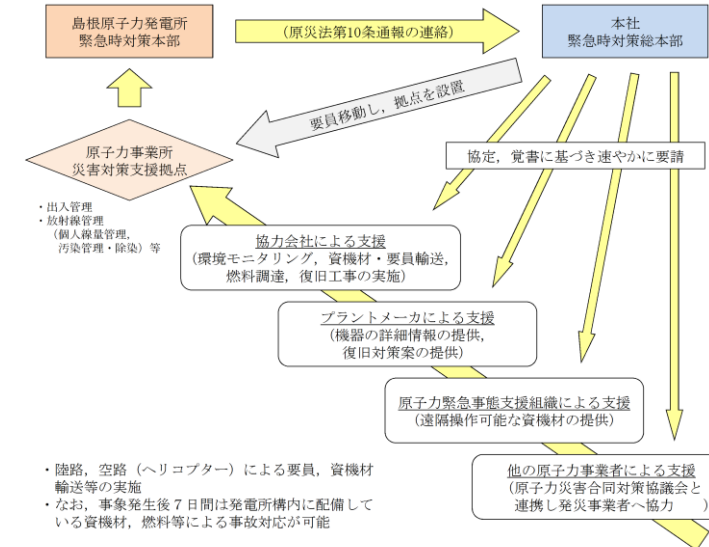 島根原子力発電所
緊急時対策本部
(原災法第10条通報の連絡)
本社
緊急時対策総本部
要員移動し，拠点を設置
原子力事業所
災害対策支援拠点
協定，覚書に基づき速やかに要請
・出入管理
・放射線管理
（個人線量管理，
汚染管理・除染）等
協力会社による支援
（環境モニタリング，資機材・要員輸送，
燃料調達，復旧工事の実施）
プラントメーカによる支援
（機器の詳細情報の提供，
復旧対策案の提供）
原子力緊急事態支援組織による支援
（遠隔操作可能な資機材の提供）
他の原子力事業者による支援
（原子力災害合同対策協議会と
連携し発災事業者へ協力　）
・陸路，空路（ヘリコプター）による要員，資機材
輸送等の実施
・なお，事象発生後７日間は発電所構内に配備して
いる資機材，燃料等による事故対応が可能